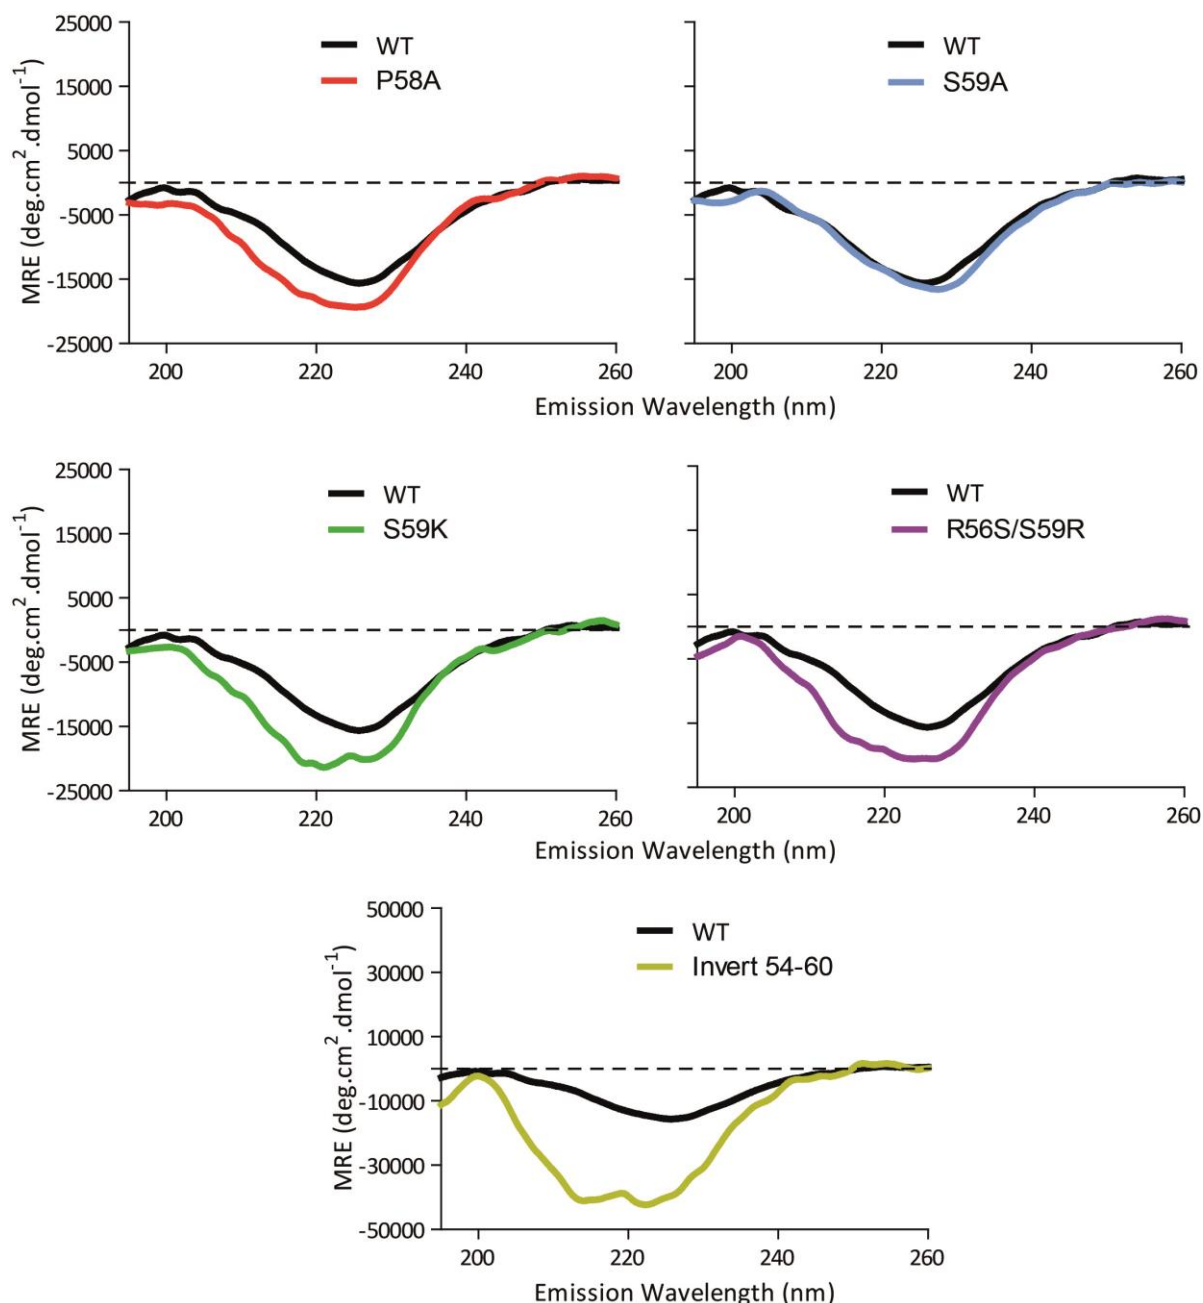 25000
15000
5000
-5000
-15000
-25000
MRE (deg.cm².dmol⁻¹)
WT
P58A
200
220
240
260
WT
S59A
200
220
240
260
Emission Wavelength (nm)
25000
15000
5000
-5000
-15000
-25000
MRE (deg.cm².dmol⁻¹)
WT
S59K
200
220
240
260
WT
R56S/S59R
200
220
240
260
Emission Wavelength (nm)
50000
30000
10000
-10000
-30000
-50000
MRE (deg.cm².dmol⁻¹)
WT
Invert 54-60
200
220
240
260
Emission Wavelength (nm)